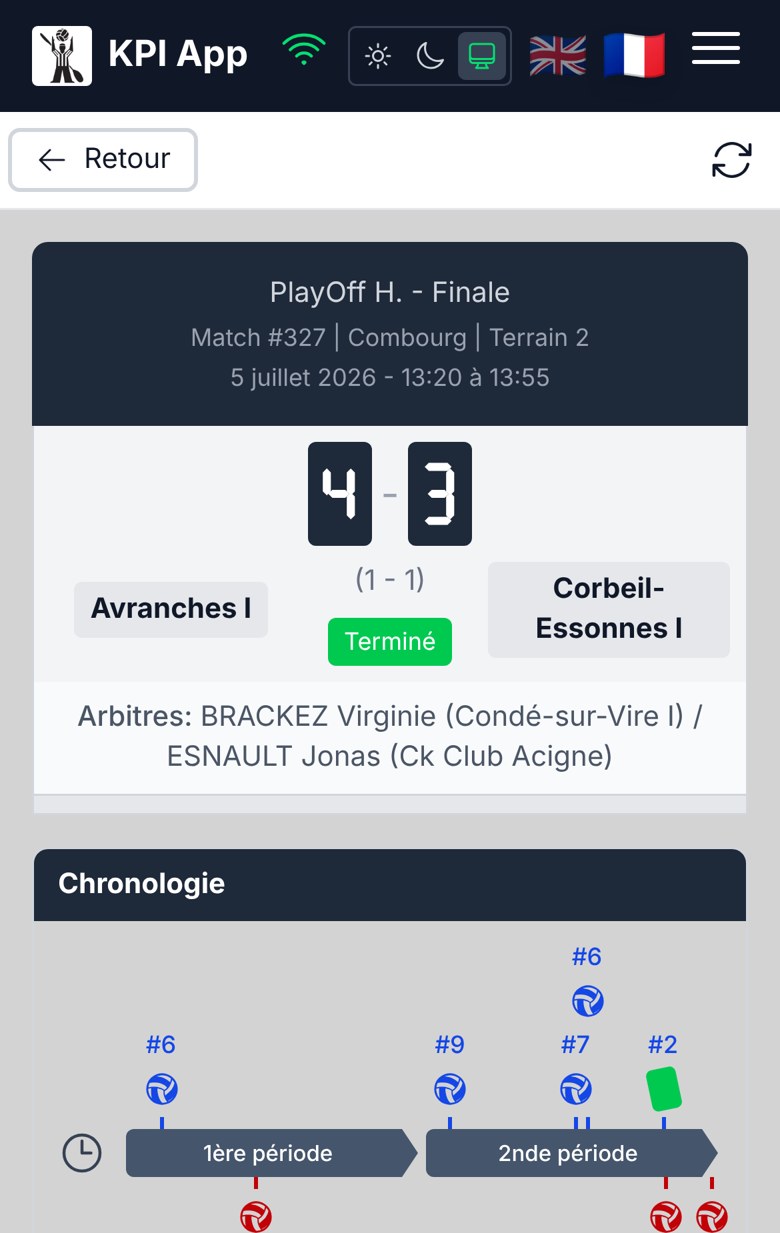 KPI App
Retour
PlayOff H. - Finale
Match #327 | Combourg | Terrain 2
5 juillet 2026 - 13:20 à 13:55
4 - 3
(1 - 1)
Avranches I
Corbeil-
Essonnes I
Terminé
Arbitres: BRACKEZ Virginie (Condé-sur-Vire I) /
ESNAULT Jonas (Ck Club Acigne)
Chronologie
#6
#6 #9 #7 #2
1ère période 2nde période